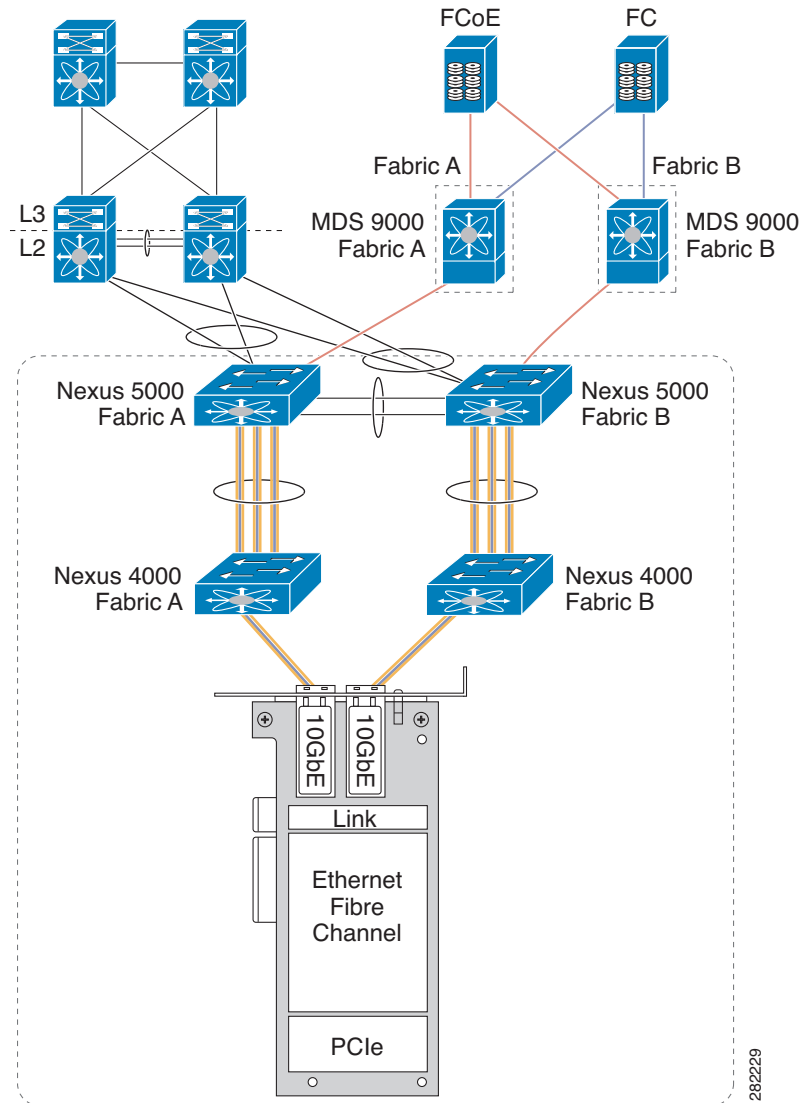 FCoE
FC
Fabric A
Fabric B
L3
L2
MDS 9000
Fabric A
MDS 9000
Fabric B
Nexus 5000
Fabric A
Nexus 5000
Fabric B
Nexus 4000
Fabric A
Nexus 4000
Fabric B
10GbE
10GbE
Link
Ethernet
Fibre
Channel
PCIe
282229